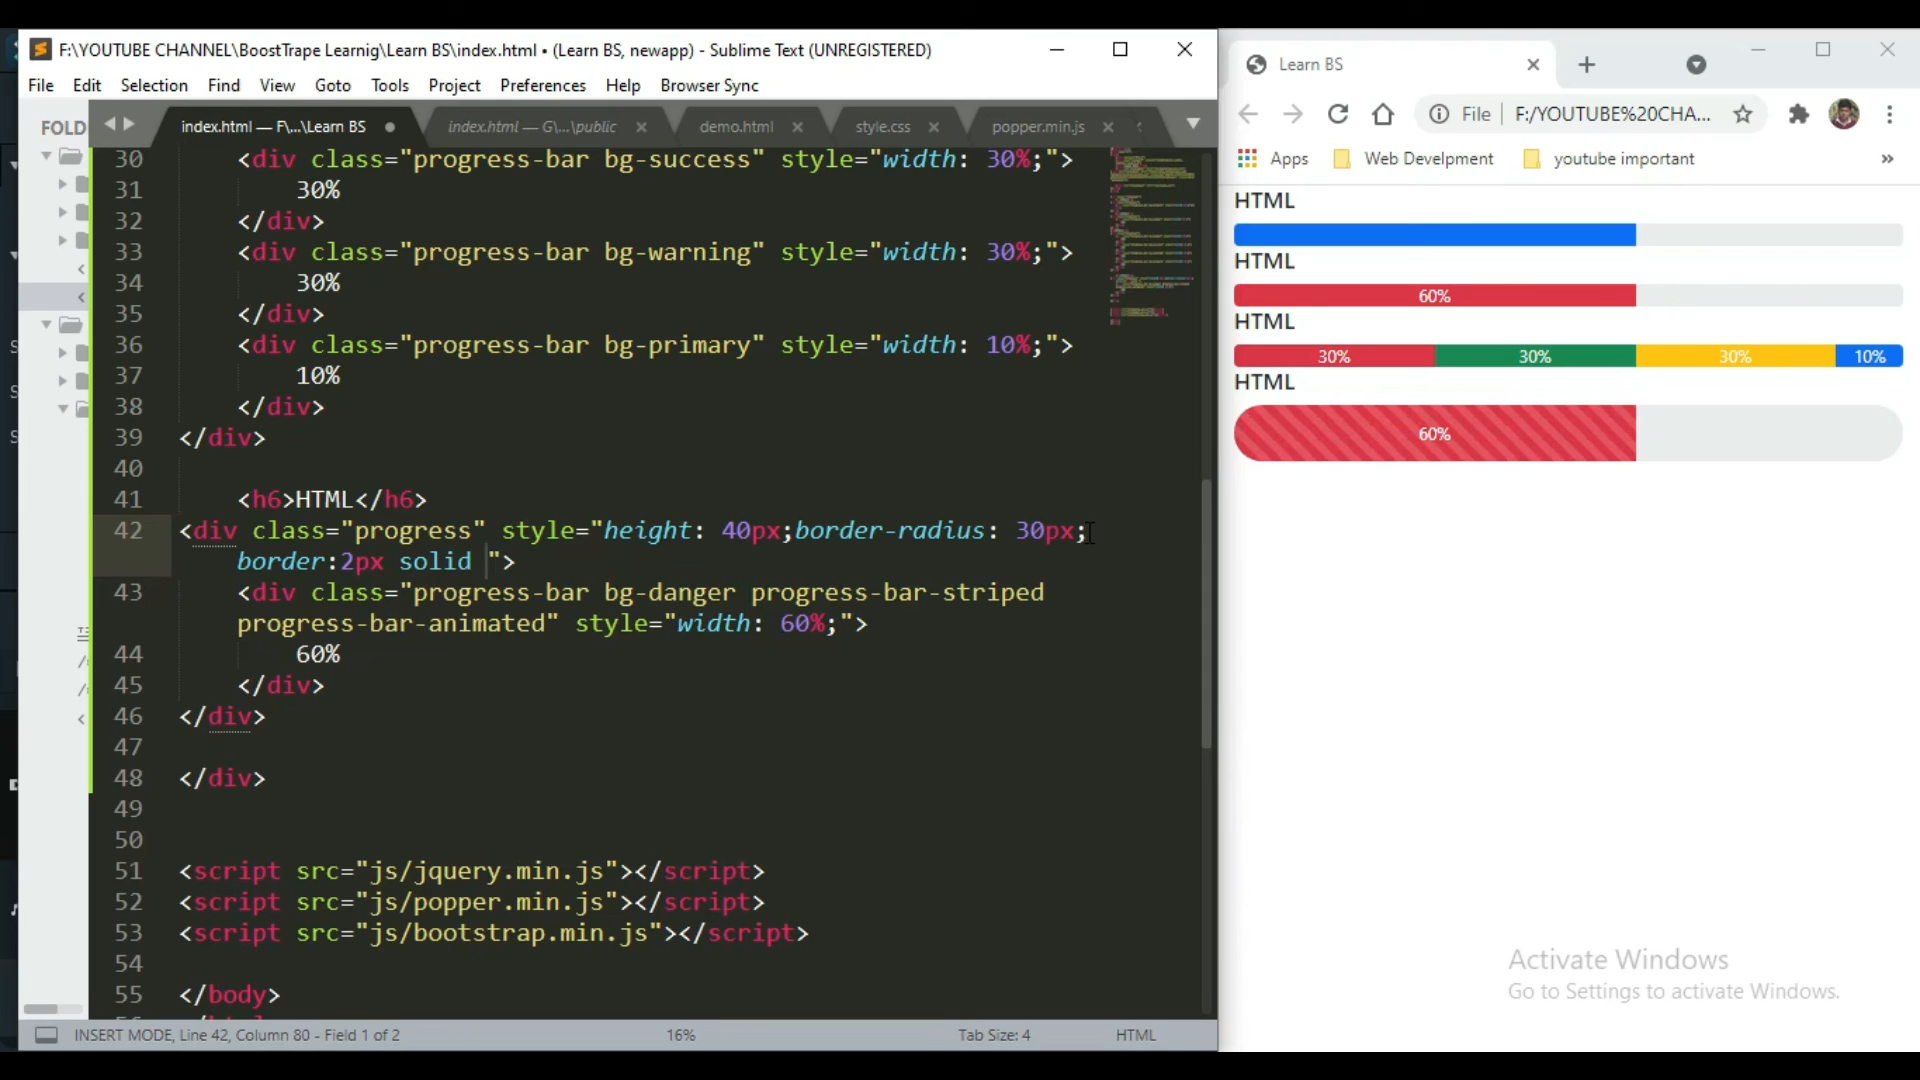 F:\YOUTUBE CHANNEL\BoostTrape Learnig\Learn BS\index.html • (Learn BS, newapp) - Sublime Text (UNREGISTERED)
File Edit Selection Find View Goto Tools Project Preferences Help Browser Sync
FOLD
index.html — F\...\Learn BS
index.html — G\...\public
demo.html
style.css
popper.min.js
30 <div class="progress-bar bg-success" style="width: 30%;">
31 30%
32 </div>
33 <div class="progress-bar bg-warning" style="width: 30%;">
34 30%
35 </div>
36 <div class="progress-bar bg-primary" style="width: 10%;">
37 10%
38 </div>
39 </div>
40
41 <h6>HTML</h6>
42 <div class="progress" style="height: 40px;border-radius: 30px;
border:2px solid ">
43 <div class="progress-bar bg-danger progress-bar-striped
progress-bar-animated" style="width: 60%;">
44 60%
45 </div>
46 </div>
47
48 </div>
49
50
51 <script src="js/jquery.min.js"></script>
52 <script src="js/popper.min.js"></script>
53 <script src="js/bootstrap.min.js"></script>
54
55 </body>
INSERT MODE, Line 42, Column 80 - Field 1 of 2
16%
Tab Size: 4
HTML
Learn BS
File F:/YOUTUBE%20CHA...
Apps Web Develpment youtube important »
HTML
HTML
60%
HTML
30% 30% 30% 10%
HTML
60%
Activate Windows
Go to Settings to activate Windows.